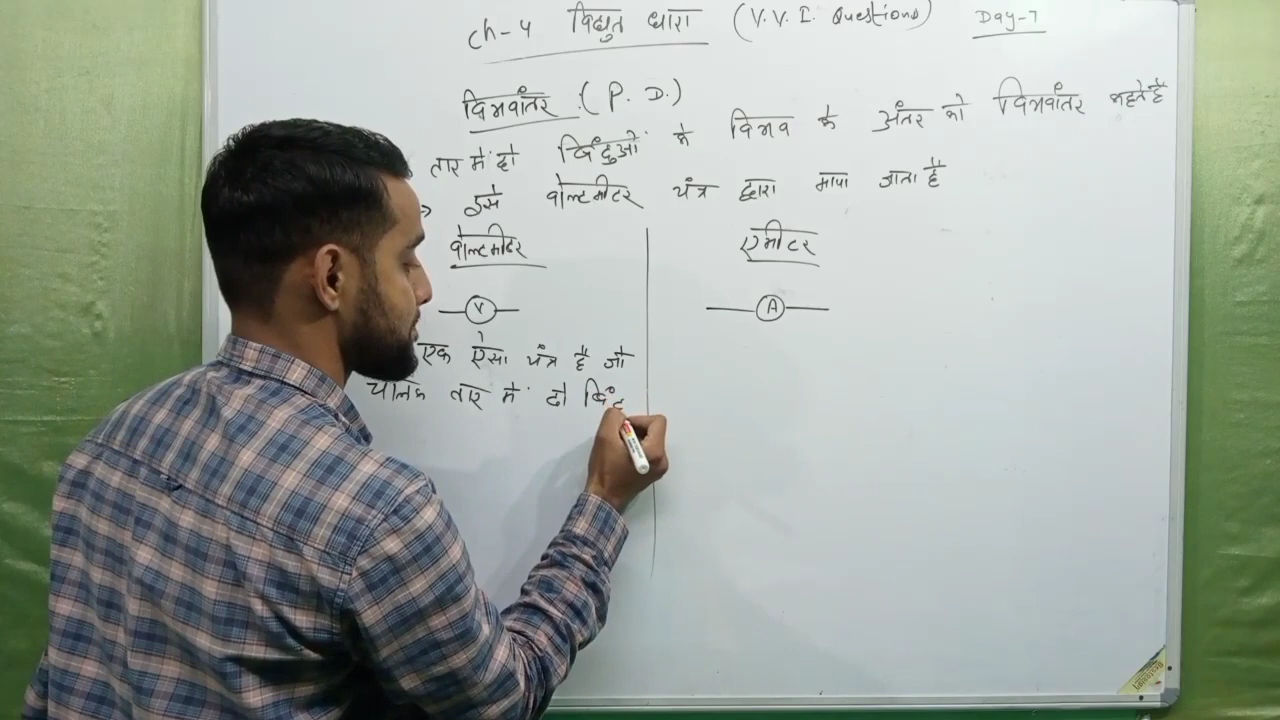 ch-4 विद्युत धारा (V.V.I. Questions) Day-7
विभवांतर (P.D.)
तार में दो बिंदुओं के विभव के अंतर को विभवांतर कहते है
→ इसे वोल्टमीटर यंत्र द्वारा मापा जाता है
वोल्टमीटर
V
एक ऐसा यंत्र है जो
चालक तार में दो बिंदु
एमीटर
A